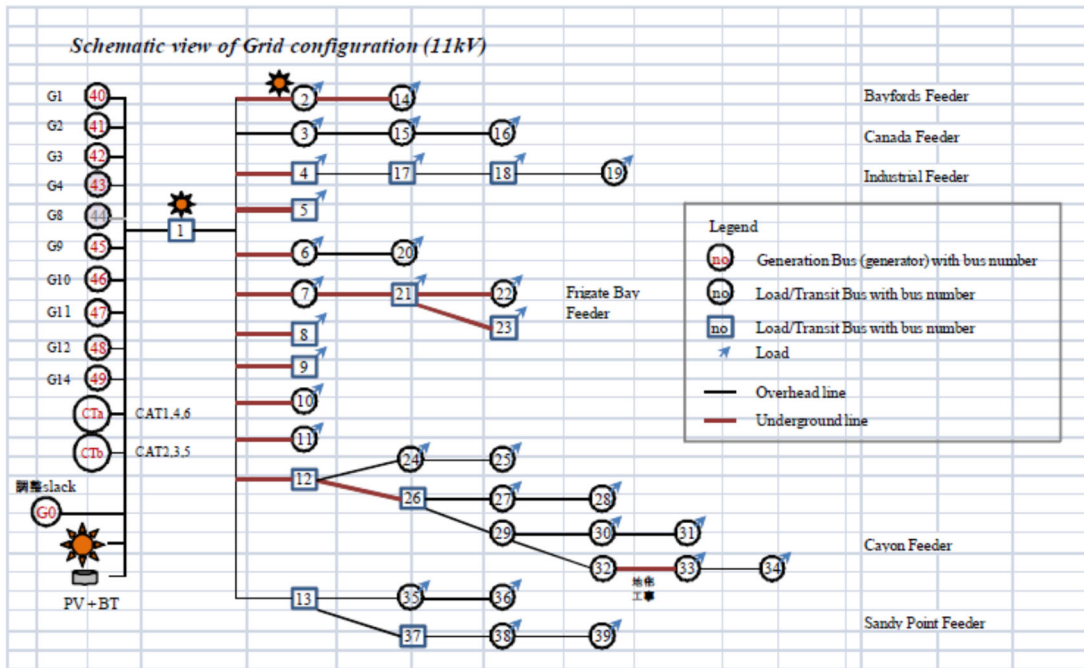 Schematic view of Grid configuration (11kV)
G1 40
2 14 Bayfords Feeder
G2 41
3 15 16 Canada Feeder
G3 42
4 17 18 19 Industrial Feeder
G4 43
5
G8 44
1
G9 45
6 20
G10 46
7 21 22 Frigate Bay
Feeder
23
G11 47
8
G12 48
9
G14 49
10
CTa CAT1,4,6
11
CTb CAT2,3,5
24 25
12
調整slack
26 27 28
G0
29 30 31 Cayon Feeder
32 33 34
工事
PV+BT
13 35 36
Sandy Point Feeder
37 38 39
Legend
no Generation Bus (generator) with bus number
no Load/Transit Bus with bus number
no Load/Transit Bus with bus number
Load
Overhead line
Underground line